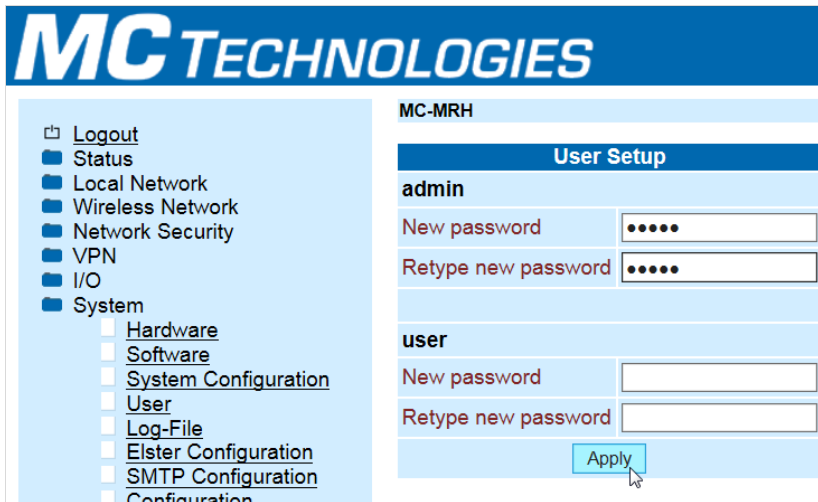 MC TECHNOLOGIES
Logout
Status
Local Network
Wireless Network
Network Security
VPN
I/O
System
Hardware
Software
System Configuration
User
Log-File
Elster Configuration
SMTP Configuration
Configuration
MC-MRH
User Setup
admin
New password •••••
Retype new password •••••
user
New password
Retype new password
Apply